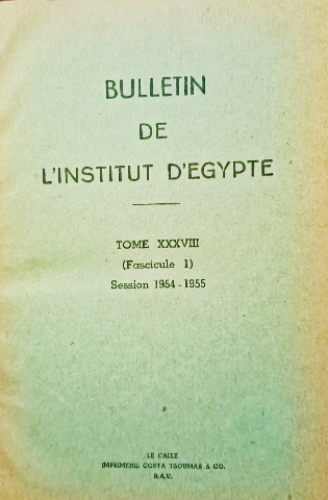 BULLETIN
DE
L'INSTITUT D'EGYPTE
TOME XXXVIII
(Fascicule 1)
Session 1954-1955
LE CAIRE
IMPRIMERIE COSTA TSOUMAS & CO.
R.A.U.